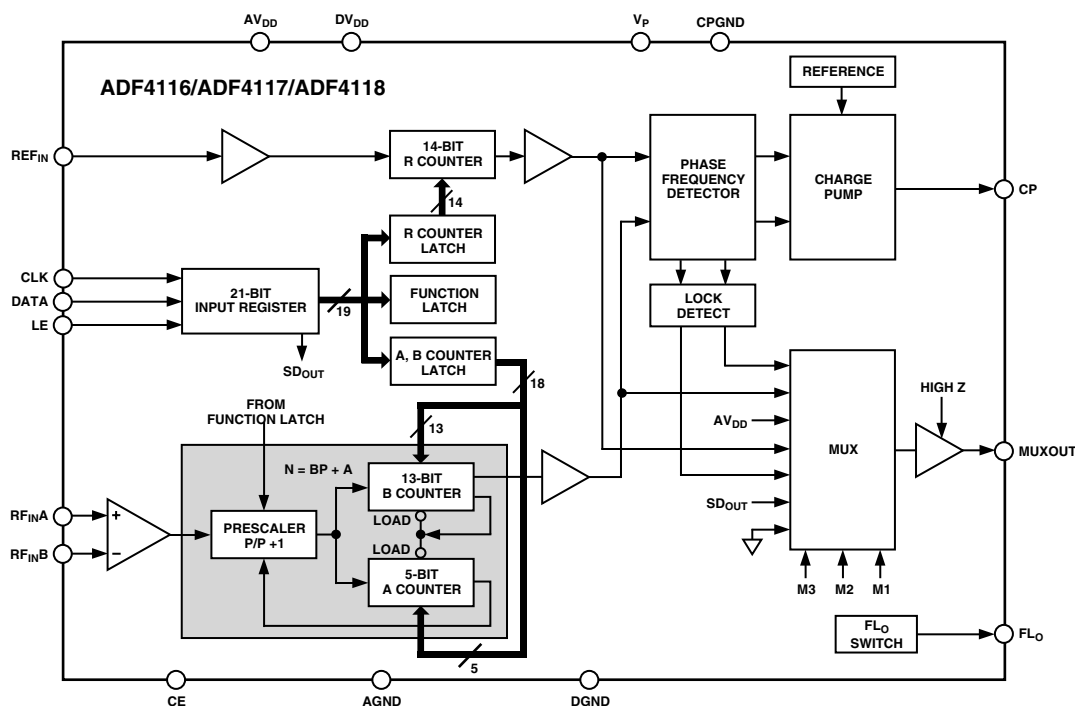 AVDD DVDD VP CPGND
ADF4116/ADF4117/ADF4118
REFERENCE
REFIN
14-BIT
R COUNTER
PHASE
FREQUENCY
DETECTOR
CHARGE
PUMP
CP
14
R COUNTER
LATCH
CLK
DATA
LE
21-BIT
INPUT REGISTER
19
FUNCTION
LATCH
LOCK
DETECT
SDOUT
A, B COUNTER
LATCH
18
FROM
FUNCTION LATCH
13
HIGH Z
AVDD
MUX
MUXOUT
N = BP + A
13-BIT
B COUNTER
RFINA
+
RFINB
−
PRESCALER
P/P +1
LOAD
LOAD
SDOUT
5-BIT
A COUNTER
M3 M2 M1
5
FLO
SWITCH
FLO
CE AGND DGND